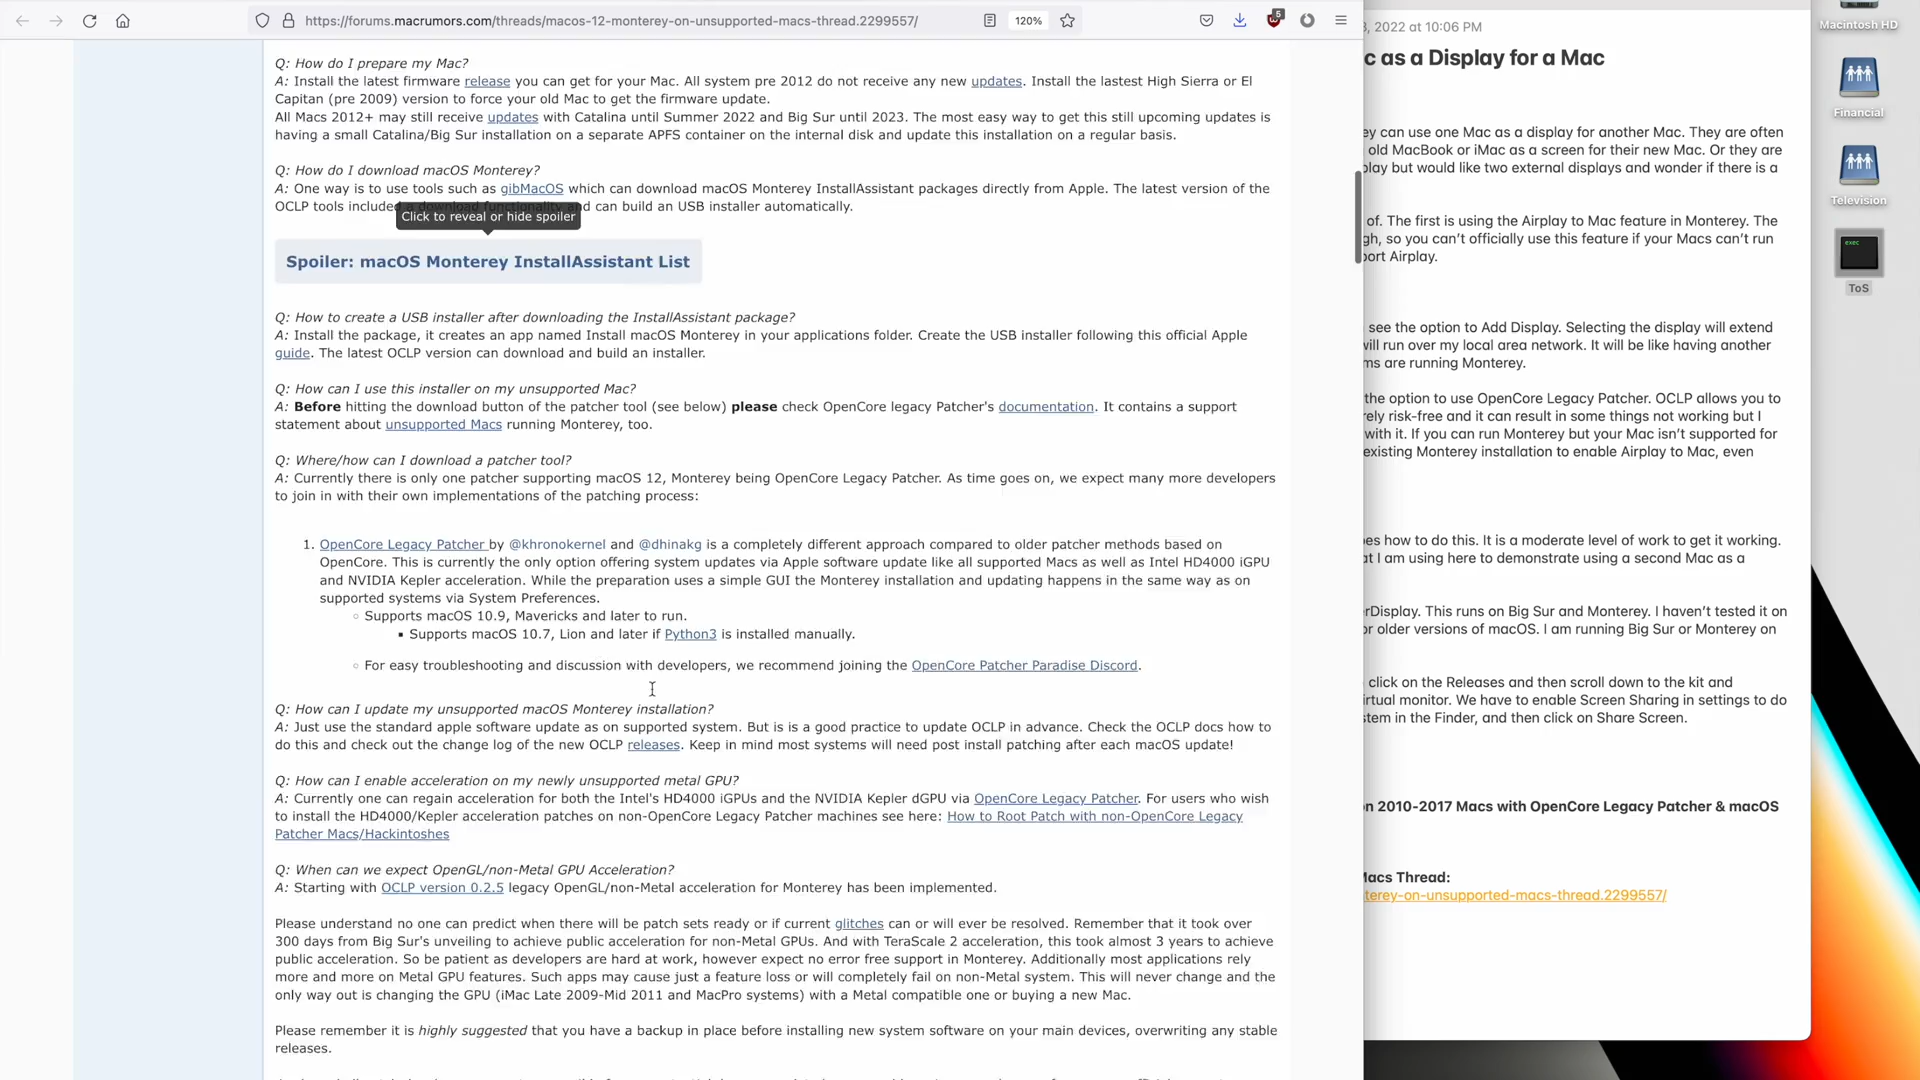 https://forums.macrumors.com/threads/macos-12-monterey-on-unsupported-macs-thread.2299557/
120%
5
Q: How do I prepare my Mac?
A: Install the latest firmware release you can get for your Mac. All system pre 2012 do not receive any new updates. Install the lastest High Sierra or El
Capitan (pre 2009) version to force your old Mac to get the firmware update.
All Macs 2012+ may still receive updates with Catalina until Summer 2022 and Big Sur until 2023. The most easy way to get this still upcoming updates is
having a small Catalina/Big Sur installation on a separate APFS container on the internal disk and update this installation on a regular basis.
Q: How do I download macOS Monterey?
A: One way is to use tools such as gibMacOS which can download macOS Monterey InstallAssistant packages directly from Apple. The latest version of the
OCLP tools included a download functionality and can build an USB installer automatically.
Click to reveal or hide spoiler
Spoiler: macOS Monterey InstallAssistant List
Q: How to create a USB installer after downloading the InstallAssistant package?
A: Install the package, it creates an app named Install macOS Monterey in your applications folder. Create the USB installer following this official Apple
guide. The latest OCLP version can download and build an installer.
Q: How can I use this installer on my unsupported Mac?
A: Before hitting the download button of the patcher tool (see below) please check OpenCore legacy Patcher's documentation. It contains a support
statement about unsupported Macs running Monterey, too.
Q: Where/how can I download a patcher tool?
A: Currently there is only one patcher supporting macOS 12, Monterey being OpenCore Legacy Patcher. As time goes on, we expect many more developers
to join in with their own implementations of the patching process:
1. OpenCore Legacy Patcher by @khronokernel and @dhinakg is a completely different approach compared to older patcher methods based on
OpenCore. This is currently the only option offering system updates via Apple software update like all supported Macs as well as Intel HD4000 iGPU
and NVIDIA Kepler acceleration. While the preparation uses a simple GUI the Monterey installation and updating happens in the same way as on
supported systems via System Preferences.
Supports macOS 10.9, Mavericks and later to run.
Supports macOS 10.7, Lion and later if Python3 is installed manually.
For easy troubleshooting and discussion with developers, we recommend joining the OpenCore Patcher Paradise Discord.
Q: How can I update my unsupported macOS Monterey installation?
A: Just use the standard apple software update as on supported system. But is is a good practice to update OCLP in advance. Check the OCLP docs how to
do this and check out the change log of the new OCLP releases. Keep in mind most systems will need post install patching after each macOS update!
Q: How can I enable acceleration on my newly unsupported metal GPU?
A: Currently one can regain acceleration for both the Intel's HD4000 iGPUs and the NVIDIA Kepler dGPU via OpenCore Legacy Patcher. For users who wish
to install the HD4000/Kepler acceleration patches on non-OpenCore Legacy Patcher machines see here: How to Root Patch with non-OpenCore Legacy
Patcher Macs/Hackintoshes
Q: When can we expect OpenGL/non-Metal GPU Acceleration?
A: Starting with OCLP version 0.2.5 legacy OpenGL/non-Metal acceleration for Monterey has been implemented.
Please understand no one can predict when there will be patch sets ready or if current glitches can or will ever be resolved. Remember that it took over
300 days from Big Sur's unveiling to achieve public acceleration for non-Metal GPUs. And with TeraScale 2 acceleration, this took almost 3 years to achieve
public acceleration. So be patient as developers are hard at work, however expect no error free support in Monterey. Additionally most applications rely
more and more on Metal GPU features. Such apps may cause just a feature loss or will completely fail on non-Metal system. This will never change and the
only way out is changing the GPU (iMac Late 2009-Mid 2011 and MacPro systems) with a Metal compatible one or buying a new Mac.
Please remember it is highly suggested that you have a backup in place before installing new system software on your main devices, overwriting any stable
releases.
, 2022 at 10:06 PM
c as a Display for a Mac
ey can use one Mac as a display for another Mac. They are often
old MacBook or iMac as a screen for their new Mac. Or they are
play but would like two external displays and wonder if there is a
of. The first is using the Airplay to Mac feature in Monterey. The
gh, so you can't officially use this feature if your Macs can't run
port Airplay.
see the option to Add Display. Selecting the display will extend
will run over my local area network. It will be like having another
ms are running Monterey.
the option to use OpenCore Legacy Patcher. OCLP allows you to
rely risk-free and it can result in some things not working but I
with it. If you can run Monterey but your Mac isn't supported for
existing Monterey installation to enable Airplay to Mac, even
es how to do this. It is a moderate level of work to get it working.
at I am using here to demonstrate using a second Mac as a
erDisplay. This runs on Big Sur and Monterey. I haven't tested it on
or older versions of macOS. I am running Big Sur or Monterey on
click on the Releases and then scroll down to the kit and
irtual monitor. We have to enable Screen Sharing in settings to do
stem in the Finder, and then click on Share Screen.
on 2010-2017 Macs with OpenCore Legacy Patcher & macOS
Macs Thread:
terey-on-unsupported-macs-thread.2299557/
Macintosh HD
Financial
Television
exec
ToS